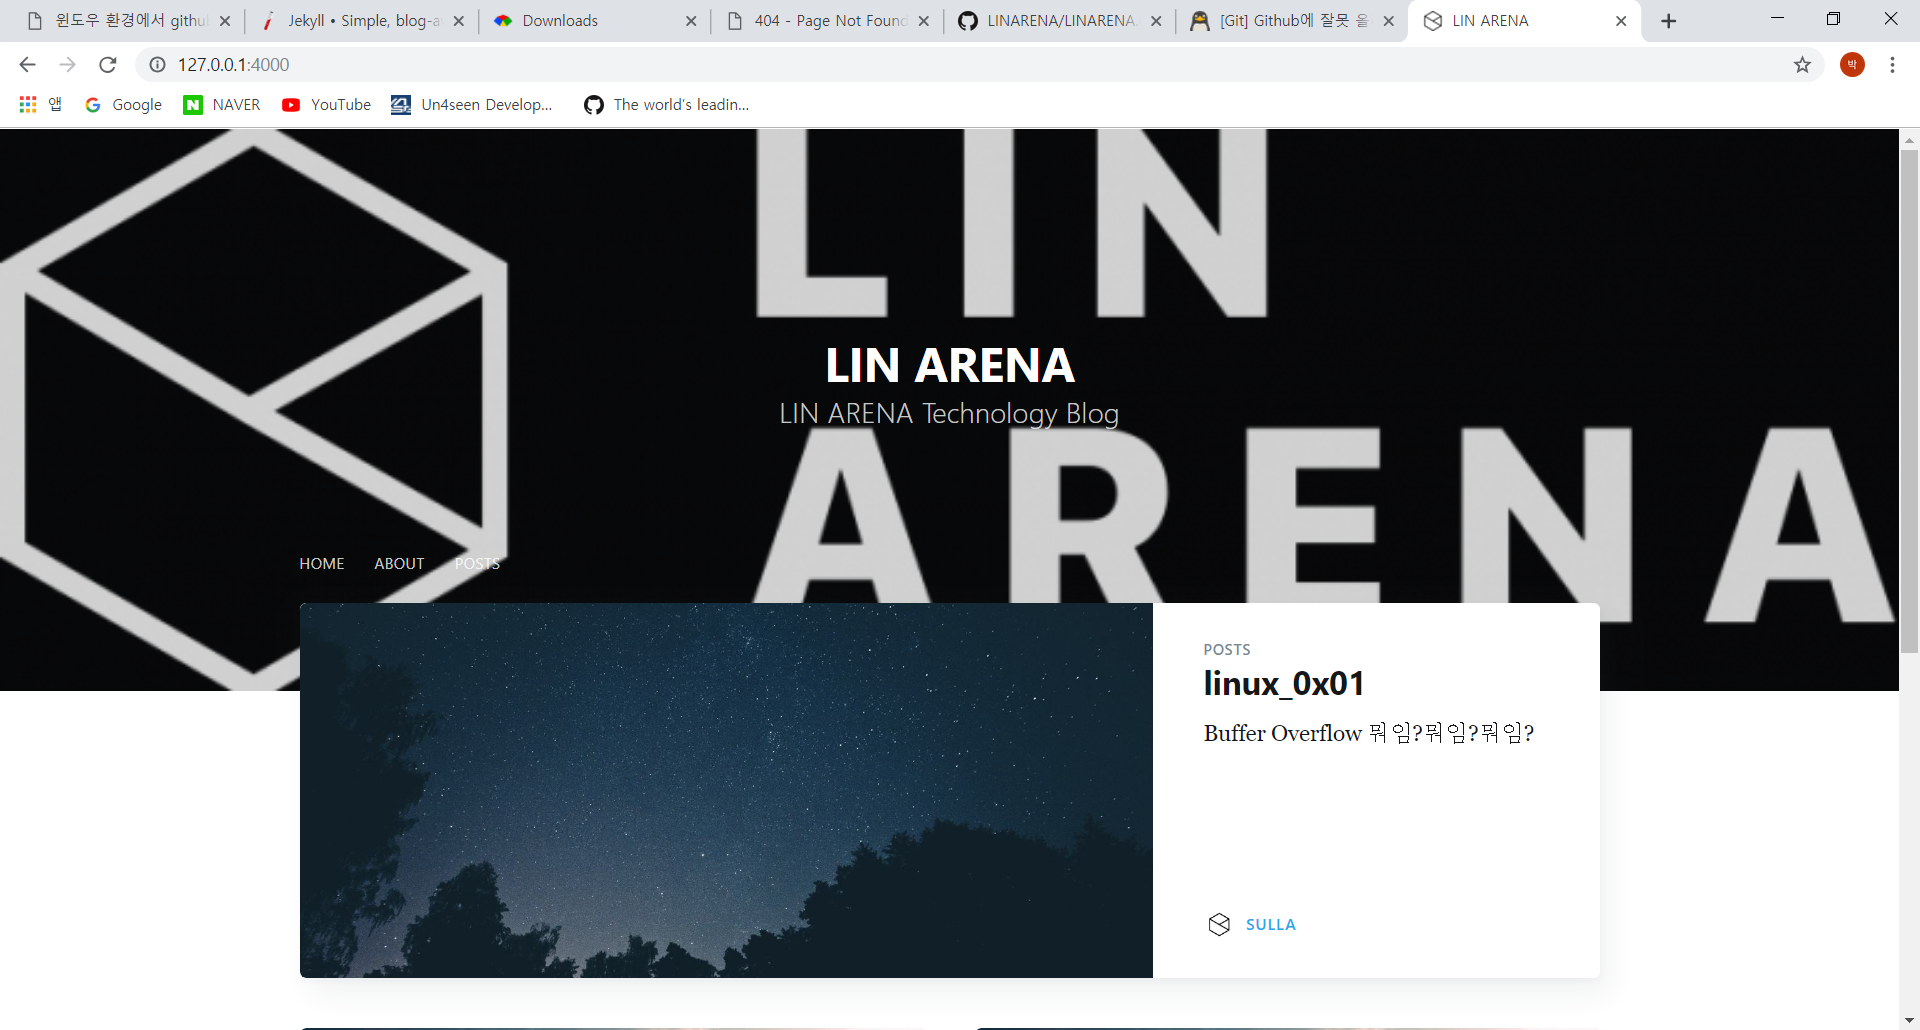 윈도우 환경에서 githu
Jekyll • Simple, blog-a
Downloads
404 - Page Not Found
LINARENA/LINARENA.
[Git] Github에 잘못 올
LIN ARENA
127.0.0.1:4000
박
앱
Google
NAVER
YouTube
Un4seen Develop...
The world's leadin...
LIN
ARENA
LIN ARENA
LIN ARENA Technology Blog
HOME
ABOUT
POSTS
POSTS
linux_0x01
Buffer Overflow 뭐임?뭐임?뭐임?
SULLA